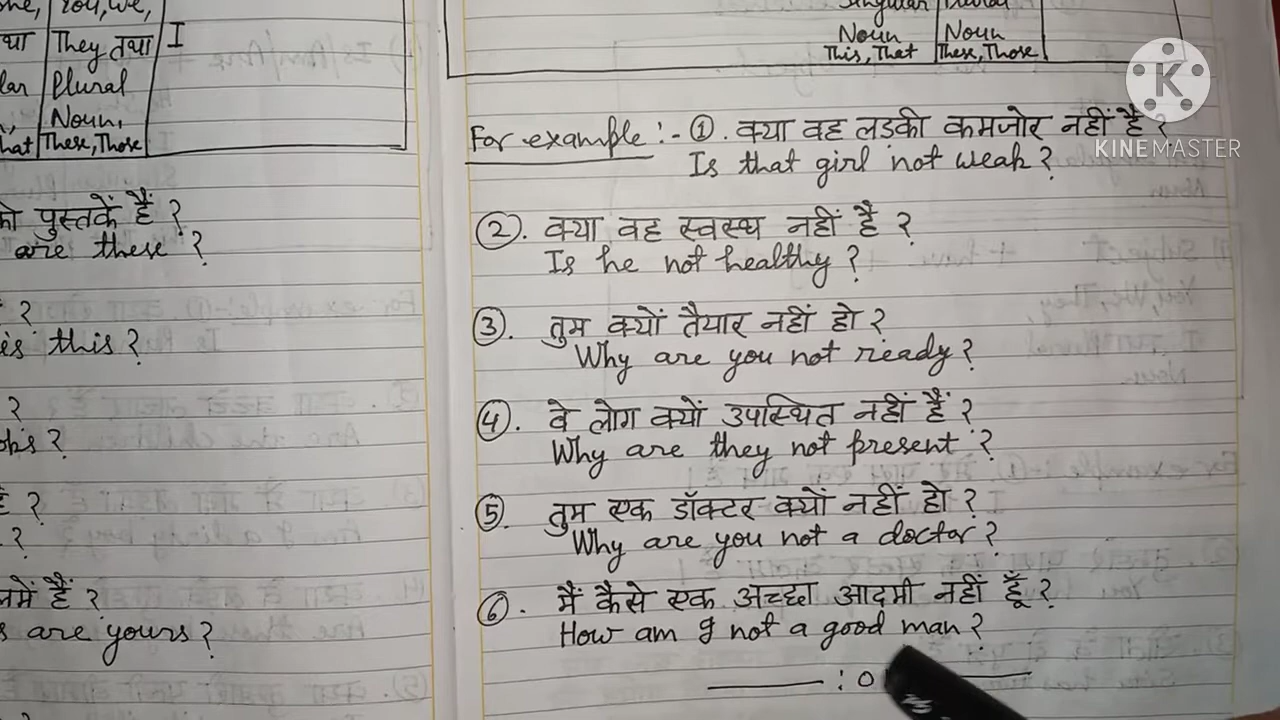 They तथा I
Plural
Noun,
These, Those
पुस्तकें हैं ?
are these ?
?
is this ?
?
?
?
हैं ?
are yours ?
Noun Noun
This, That These, Those
For example :- ①. क्या वह लड़की कमजोर नहीं है ?
Is that girl not weak ?
②. क्या वह स्वस्थ नहीं है ?
Is he not healthy ?
③. तुम क्यों तैयार नहीं हो ?
Why are you not ready ?
④. वे लोग क्यों उपस्थित नहीं हैं ?
Why are they not present ?
⑤. तुम एक डॉक्टर क्यों नहीं हो ?
Why are you not a doctor ?
⑥. मैं कैसे एक अच्छा आदमी नहीं हूँ ?
How am I not a good man ?
K
KINEMASTER